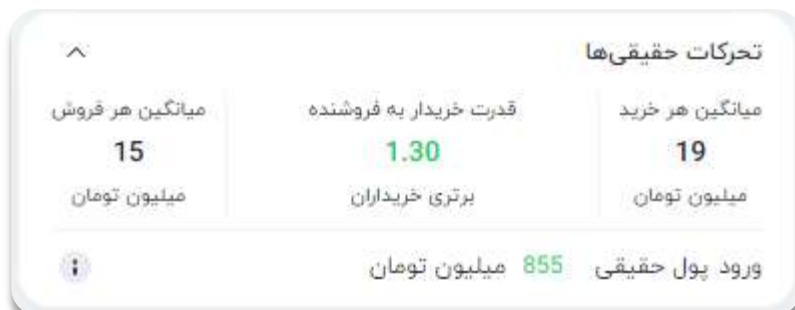 تحرکات حقیقی‌ها
میانگین هر خرید قدرت خریدار به فروشنده میانگین هر فروش
19 1.30 15
میلیون تومان برتری خریداران میلیون تومان
ورود پول حقیقی 855 میلیون تومان